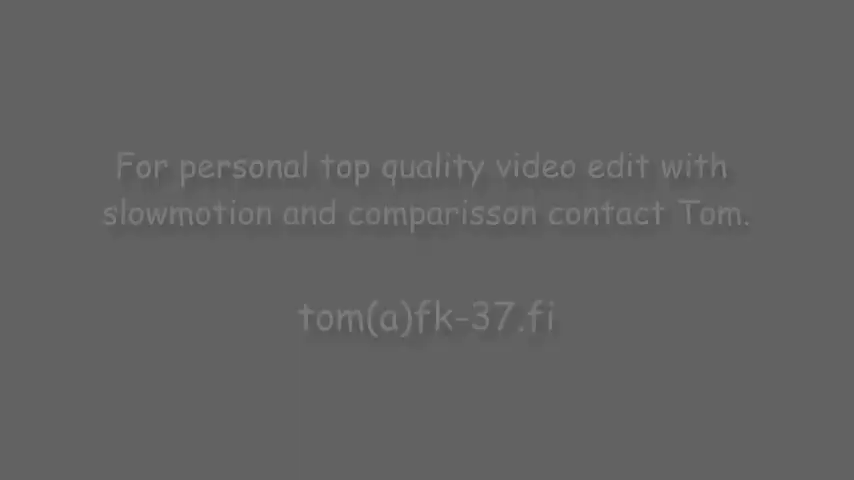 For personal top quality video edit with
slowmotion and comparisson contact Tom.
tom(a)fk-37.fi